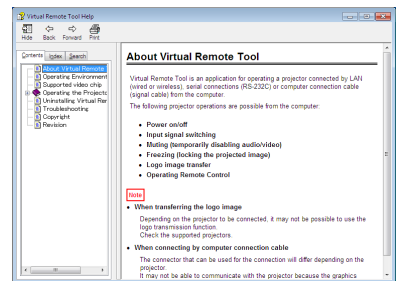 Virtual Remote Tool Help
Hide Back Forward Print
Contents Index Search
About Virtual Remote
Operating Environment
Supported video chip
Operating the Projecto
Uninstalling Virtual Rer
Troubleshooting
Copyright
Revision
About Virtual Remote Tool
Virtual Remote Tool is an application for operating a projector connected by LAN
(wired or wireless), serial connections (RS-232C) or computer connection cable
(signal cable) from the computer.
The following projector operations are possible from the computer:
• Power on/off
• Input signal switching
• Muting (temporarily disabling audio/video)
• Freezing (locking the projected image)
• Logo image transfer
• Operating Remote Control
Note
• When transferring the logo image
Depending on the projector to be connected, it may not be possible to use the
logo transmission function.
Check the supported projectors.
• When connecting by computer connection cable
The connector that can be used for the connection will differ depending on the
projector.
It may not be able to communicate with the projector because the graphics